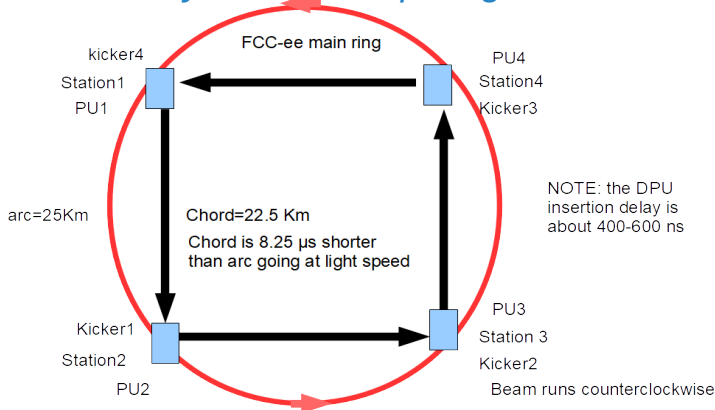 kicker4
FCC-ee main ring
PU4
Station1
Station4
PU1
Kicker3
arc=25Km
Chord=22.5 Km
Chord is 8.25 µs shorter
than arc going at light speed
NOTE: the DPU
insertion delay is
about 400-600 ns
Kicker1
PU3
Station2
Station 3
Kicker2
PU2
Beam runs counterclockwise